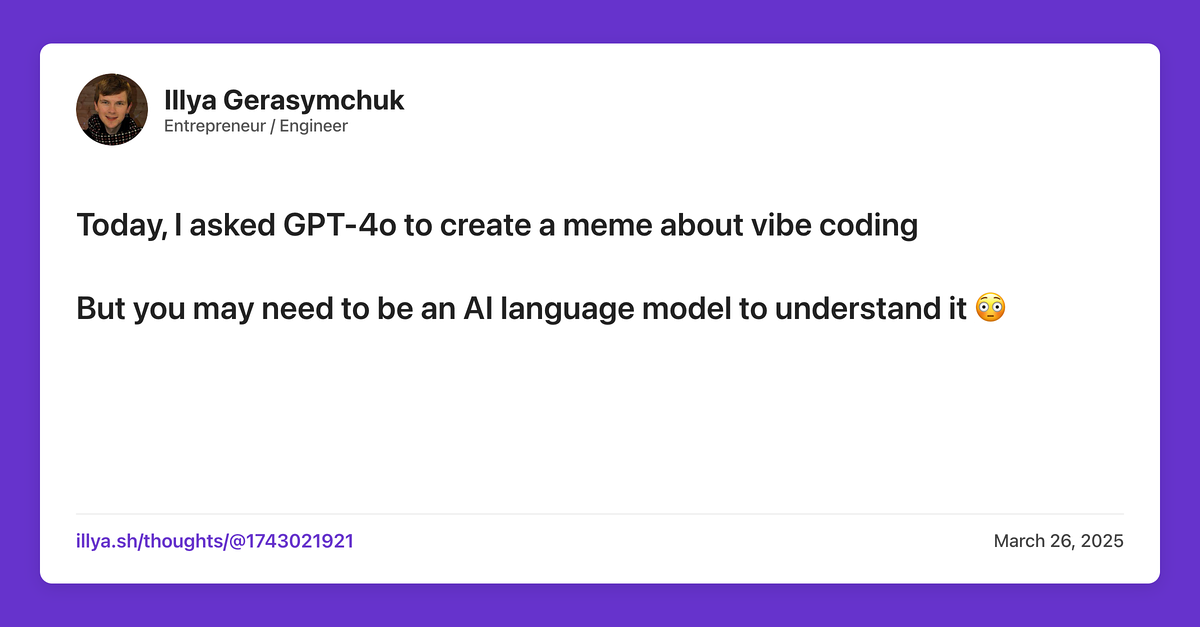 Illya Gerasymchuk
Entrepreneur / Engineer
Today, I asked GPT-4o to create a meme about vibe coding
But you may need to be an AI language model to understand it 😳
illya.sh/thoughts/@1743021921
March 26, 2025